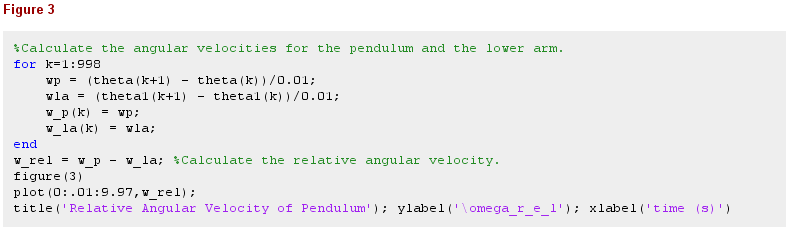 Figure 3
%Calculate the angular velocities for the pendulum and the lower arm.
for k=1:998
    wp = (theta(k+1) - theta(k))/0.01;
    wla = (theta1(k+1) - theta1(k))/0.01;
    w_p(k) = wp;
    w_la(k) = wla;
end
w_rel = w_p - w_la; %Calculate the relative angular velocity.
figure(3)
plot(0:.01:9.97,w_rel);
title('Relative Angular Velocity of Pendulum'); ylabel('\omega_r_e_l'); xlabel('time (s)')